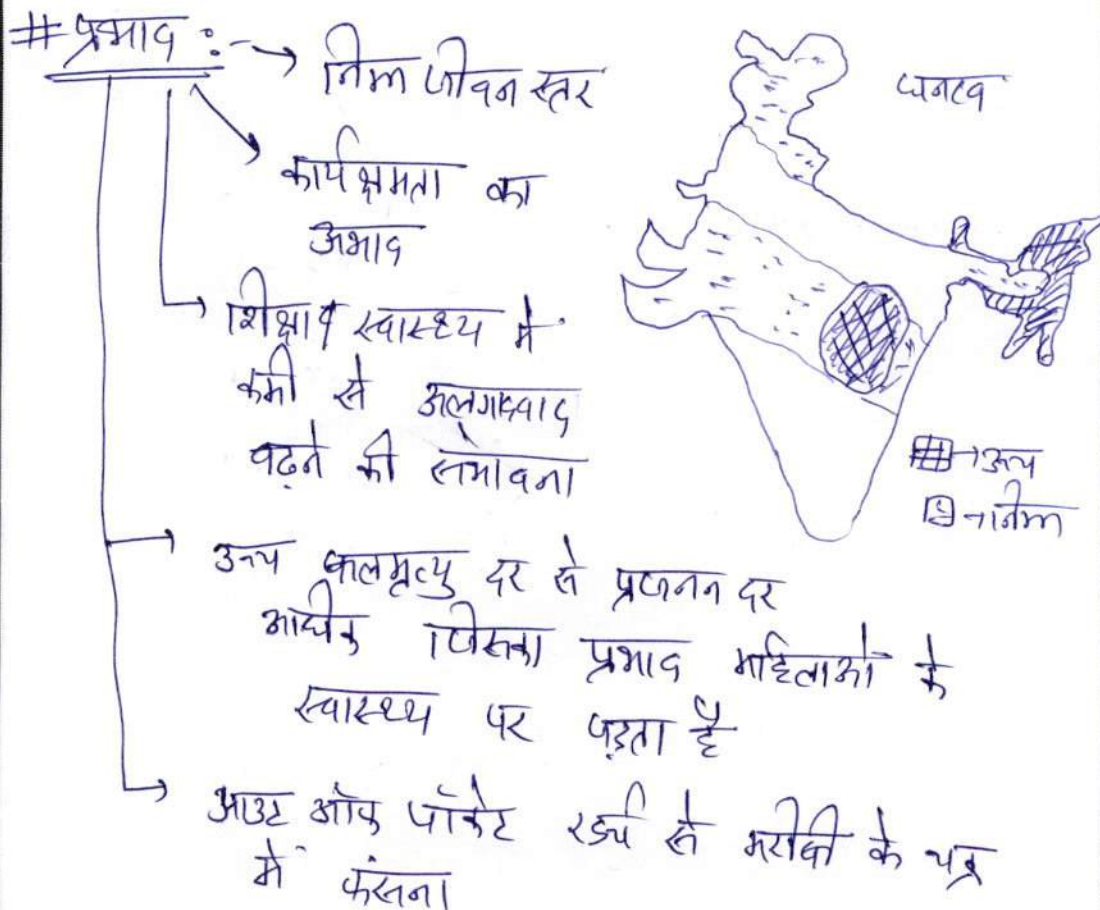 # प्रभाव :- → निम्न जीवन स्तर
कार्यक्षमता का
अभाव
शिक्षा व स्वास्थ्य में
कमी से अलगाववाद
बढ़ने की संभावना
उच्च बालमृत्यु दर से प्रजनन दर
अधिक जिसका प्रभाव महिलाओं के
स्वास्थ्य पर पड़ता है
आउट ऑफ पॉकेट खर्च से गरीबी के चक्र
में फंसना
घनत्व
→ उच्च
→ निम्न